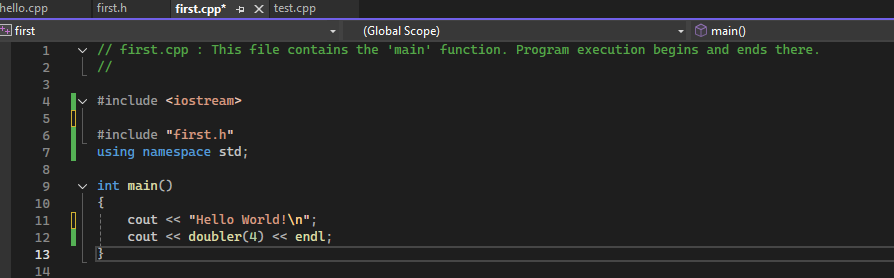 hello.cpp first.h first.cpp* test.cpp
first (Global Scope) main()
1 // first.cpp : This file contains the 'main' function. Program execution begins and ends there.
2 //
3
4 #include <iostream>
5
6 #include "first.h"
7 using namespace std;
8
9 int main()
10 {
11 cout << "Hello World!\n";
12 cout << doubler(4) << endl;
13 }
14